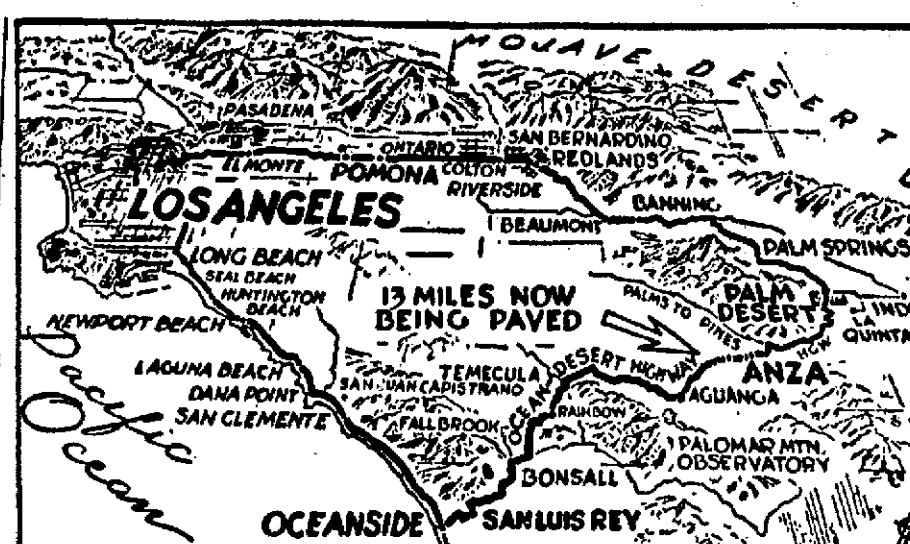 MOJAVE DESERT
PASADENA
ONTARIO
SAN BERNARDINO
REDLANDS
EL MONTE
POMONA
COLTON
RIVERSIDE
LOS ANGELES
BEAUMONT
BANNING
LONG BEACH
PALM SPRINGS
SEAL BEACH
HUNTINGTON
BEACH
13 MILES NOW
BEING PAVED
PALMS TO PINES HGW
PALM
DESERT
IND
LA
QUINTA
NEWPORT BEACH
Pacific
Ocean
LAGUNA BEACH
DANA POINT
SAN CLEMENTE
TEMECULA
SAN JUAN CAPISTRANO
OCEAN-DESERT HIGHWAY
ANZA
AGUANGA
FALLBROOK
RAINBOW
PALOMAR MTN.
OBSERVATORY
BONSALL
OCEANSIDE
SAN LUIS REY